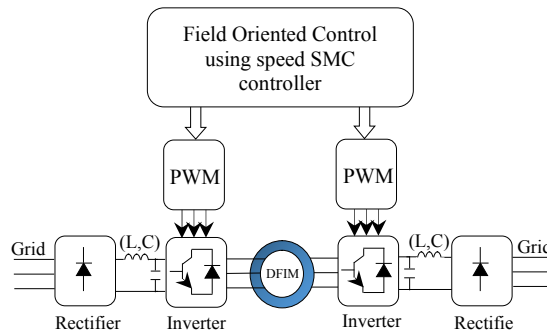 Field Oriented Control
using speed SMC
controller
PWM
PWM
Grid
(L,C)
DFIM
(L,C)
Grid
Rectifier
Inverter
Inverter
Rectifie